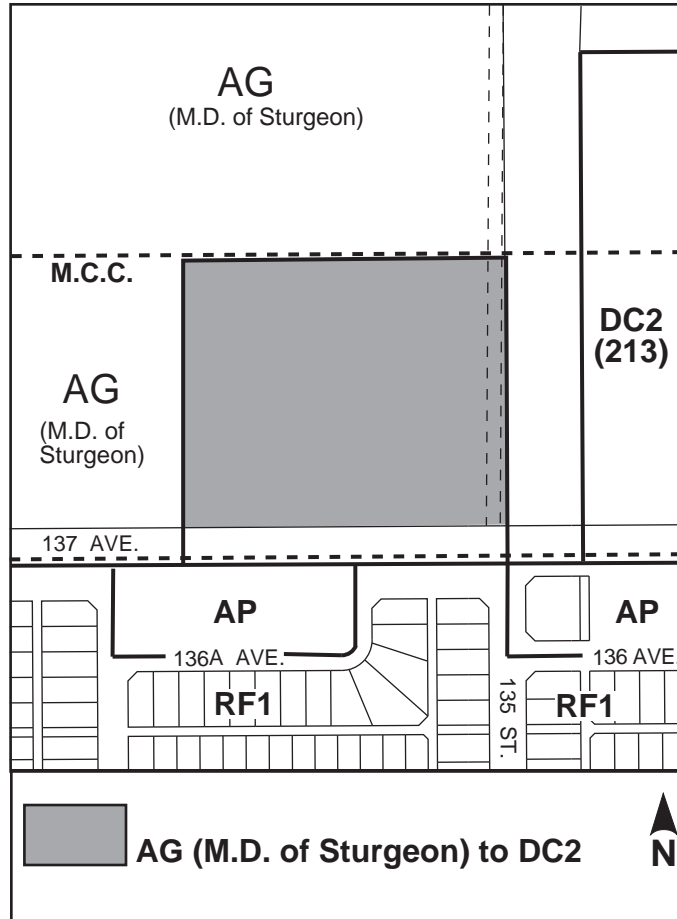 AG
(M.D. of Sturgeon)
M.C.C.
DC2
(213)
AG
(M.D. of
Sturgeon)
137 AVE.
AP
AP
136A AVE.
136 AVE.
RF1
135 ST.
RF1
AG (M.D. of Sturgeon) to DC2
N